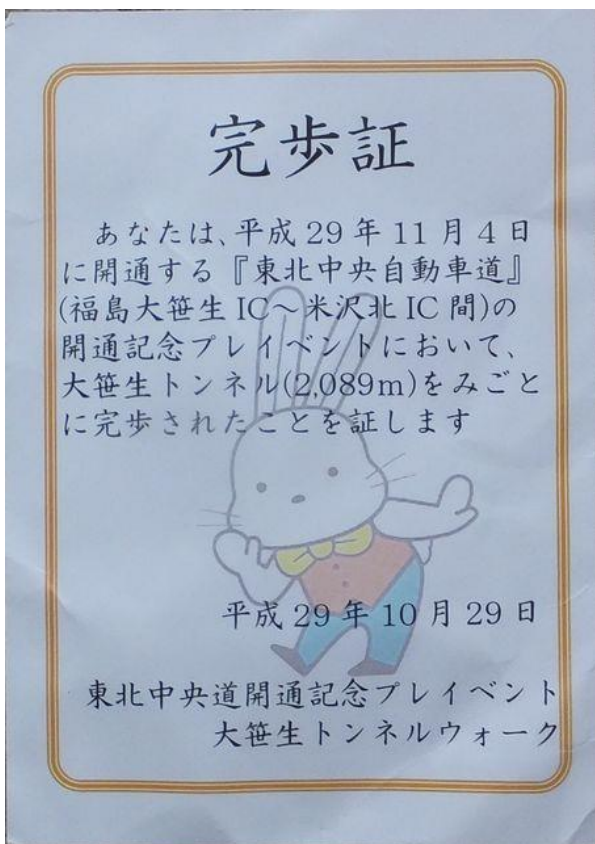 完歩証
あなたは、平成29年11月4日
に開通する『東北中央自動車道』
(福島大笹生IC～米沢北IC間)の
開通記念プレイベントにおいて、
大笹生トンネル(2,089m)をみごと
に完歩されたことを証します
平成29年10月29日
東北中央道開通記念プレイベント
大笹生トンネルウォーク